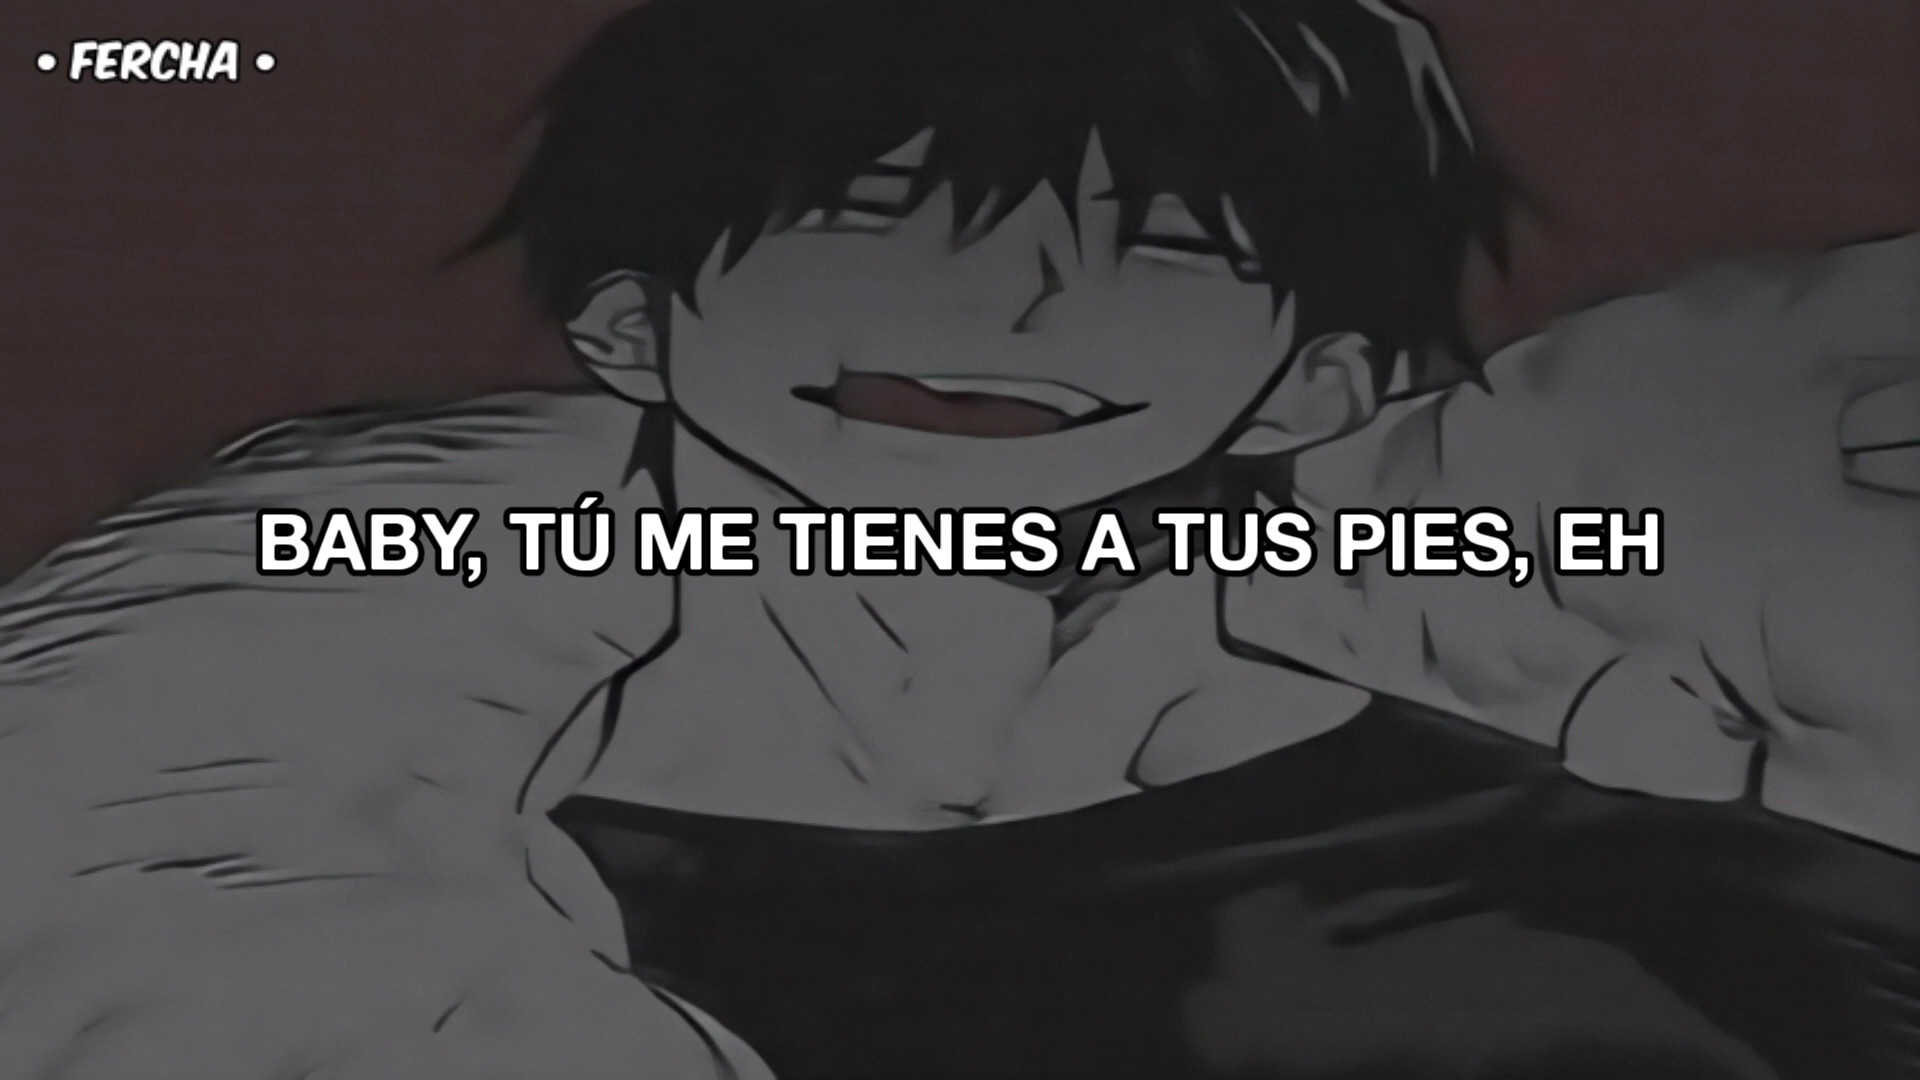 • FERCHA •
BABY, TÚ ME TIENES A TUS PIES, EH